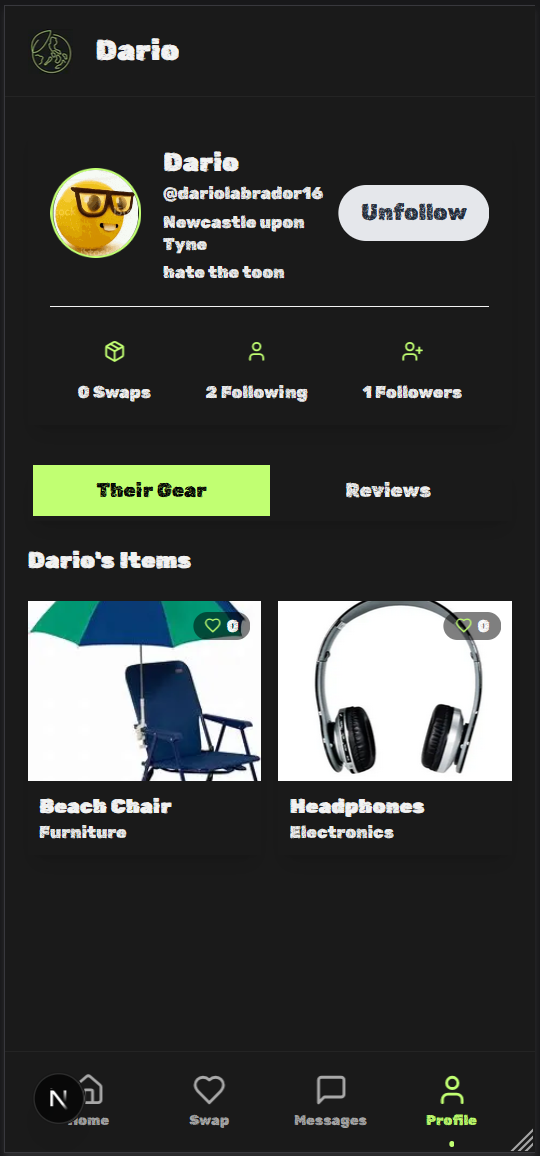 Dario
Dario
@dariolabrador16
Newcastle upon
Tyne
hate the toon
Unfollow
0 Swaps
2 Following
1 Followers
Their Gear
Reviews
Dario's Items
0
0
Beach Chair
Furniture
Headphones
Electronics
N
Home
Swap
Messages
Profile